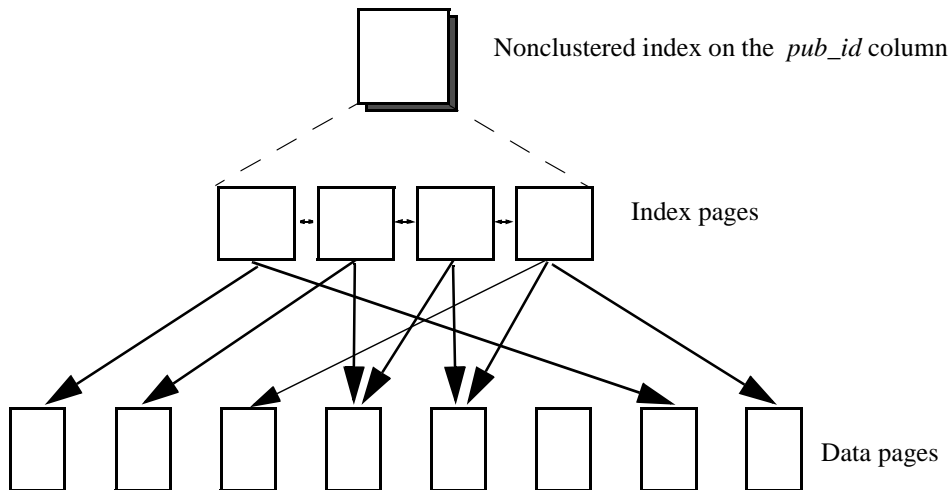 Nonclustered index on the pub_id column
Index pages
Data pages